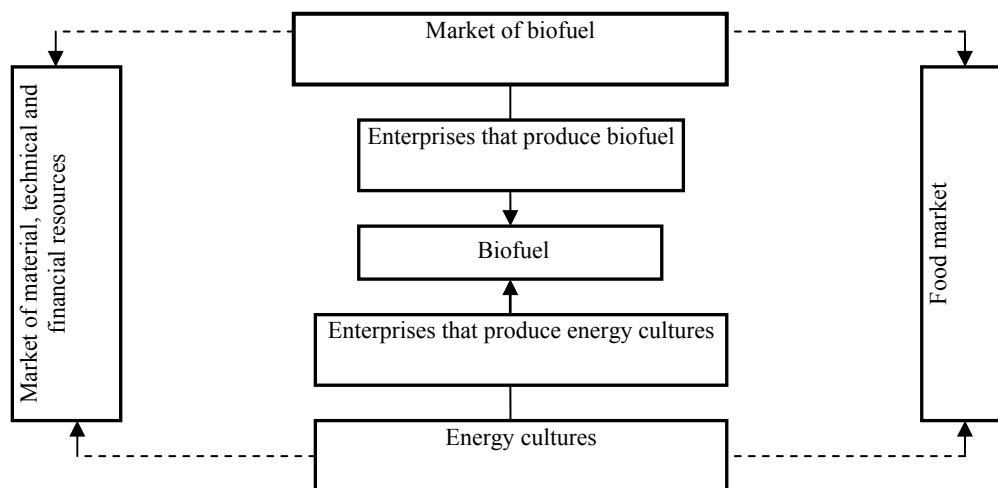 Market of biofuel
Enterprises that produce biofuel
Market of material, technical and
financial resources
Biofuel
Food market
Enterprises that produce energy cultures
Energy cultures